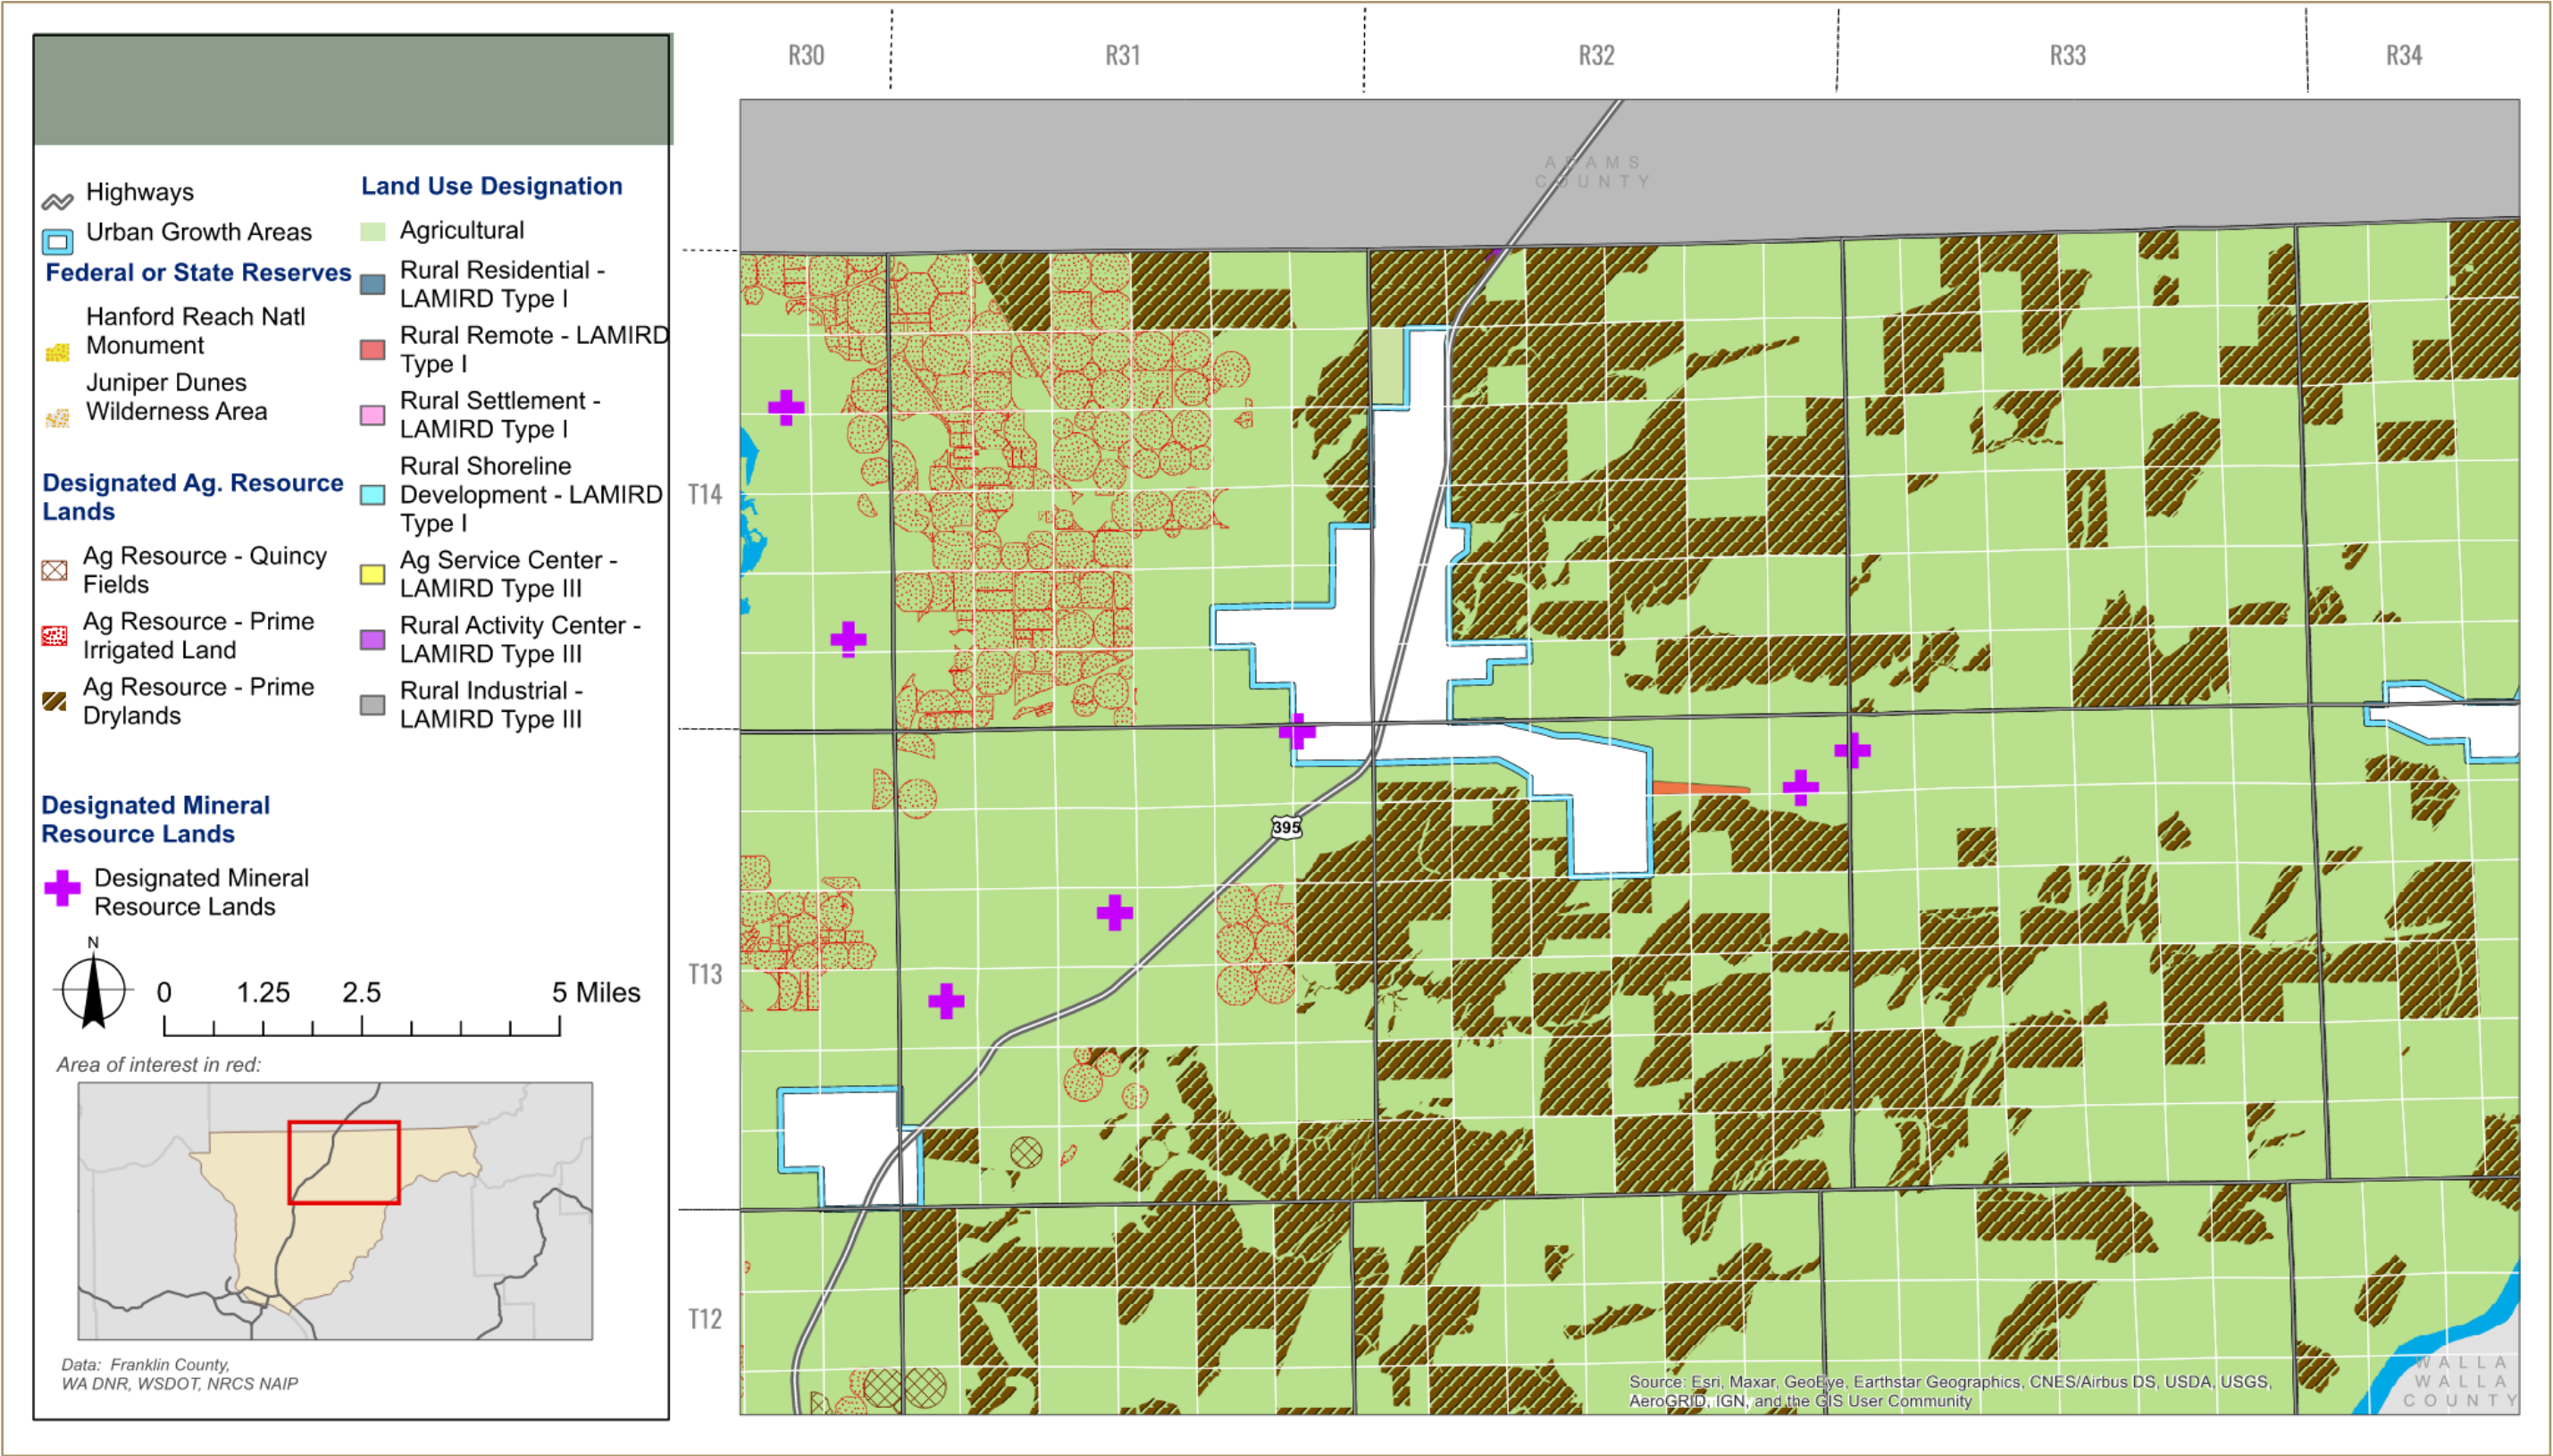 R30
R31
R32
R33
R34
Highways
Urban Growth Areas
Federal or State Reserves
Hanford Reach Natl
Monument
Juniper Dunes
Wilderness Area
Designated Ag. Resource
Lands
Ag Resource - Quincy
Fields
Ag Resource - Prime
Irrigated Land
Ag Resource - Prime
Drylands
Designated Mineral
Resource Lands
Designated Mineral
Resource Lands
Land Use Designation
Agricultural
Rural Residential -
LAMIRD Type I
Rural Remote - LAMIRD
Type I
Rural Settlement -
LAMIRD Type I
Rural Shoreline
Development - LAMIRD
Type I
Ag Service Center -
LAMIRD Type III
Rural Activity Center -
LAMIRD Type III
Rural Industrial -
LAMIRD Type III
N
0 1.25 2.5 5 Miles
Area of interest in red:
Data: Franklin County,
WA DNR, WSDOT, NRCS NAIP
ADAMS
COUNTY
T14
395
T13
T12
Source: Esri, Maxar, GeoEye, Earthstar Geographics, CNES/Airbus DS, USDA, USGS,
AeroGRID, IGN, and the GIS User Community
WALLA
WALLA
COUNTY